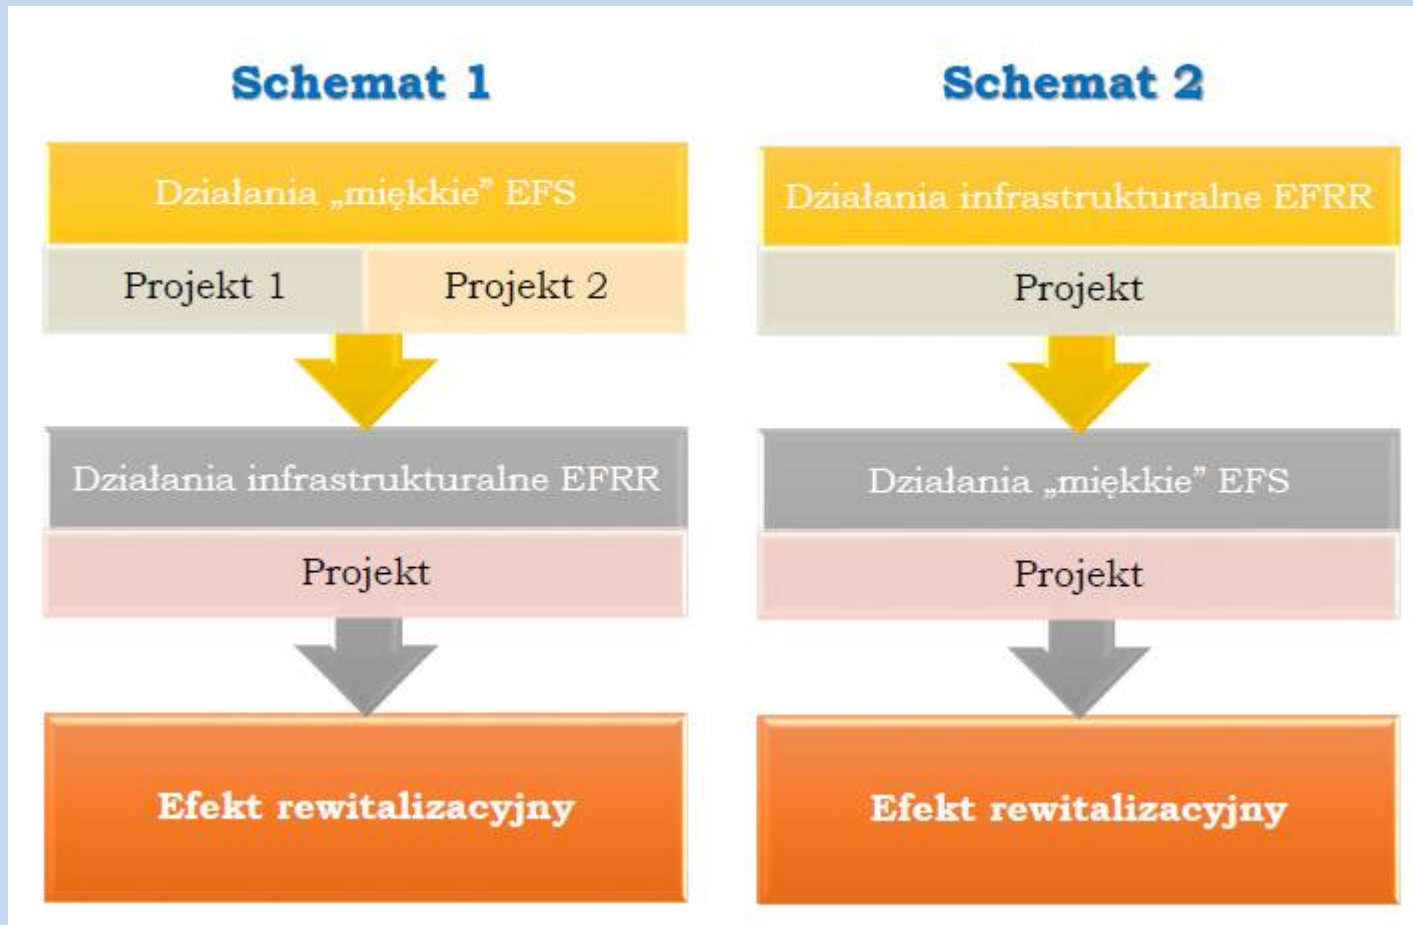 Schemat 1
Działania „miękkie” EFS
Projekt 1
Projekt 2
Działania infrastrukturalne EFRR
Projekt
Efekt rewitalizacyjny
Schemat 2
Działania infrastrukturalne EFRR
Projekt
Działania „miękkie” EFS
Projekt
Efekt rewitalizacyjny